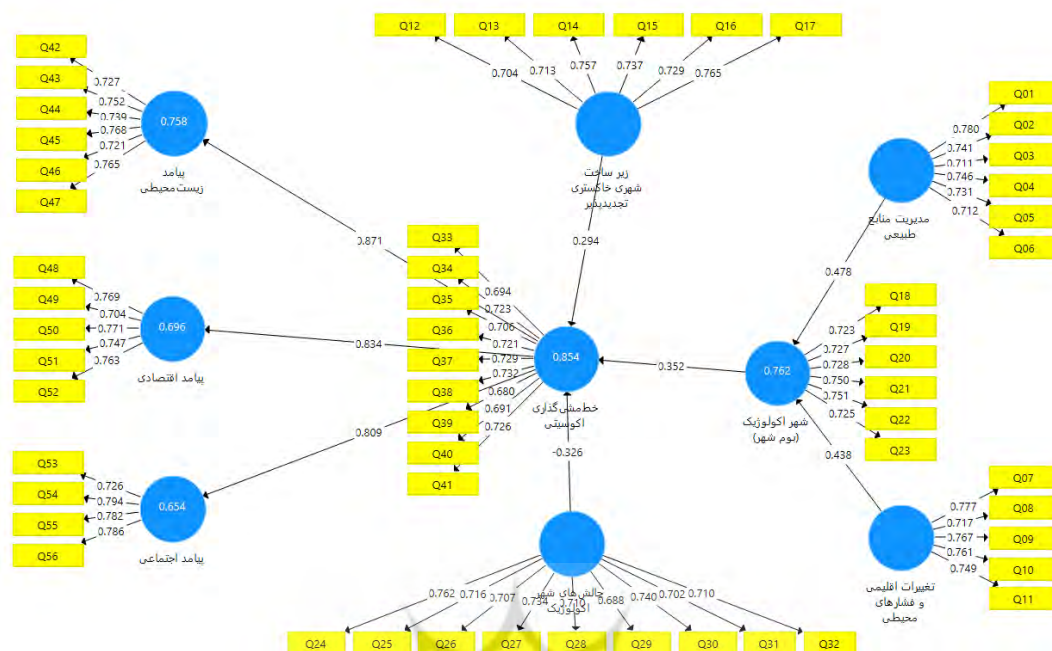 Q12
Q13
Q14
Q15
Q16
Q17
0.704
0.713
0.757
0.737
0.729
0.765
زیر ساخت
شهری خاکستری
تجدیدپذیر
0.294
Q42
Q43
Q44
Q45
Q46
Q47
0.727
0.752
0.739
0.768
0.721
0.765
0.758
پیامد
زیست‌محیطی
0.871
Q48
Q49
Q50
Q51
Q52
0.769
0.704
0.771
0.747
0.763
0.696
پیامد اقتصادی
0.834
Q53
Q54
Q55
Q56
0.726
0.794
0.782
0.786
0.654
پیامد اجتماعی
0.809
Q33
Q34
Q35
Q36
Q37
Q38
Q39
Q40
Q41
0.694
0.723
0.706
0.721
0.729
0.732
0.680
0.691
0.726
0.854
خط‌مشی‌گذاری
اکوسیتی
0.352
-0.326
Q01
Q02
Q03
Q04
Q05
Q06
0.780
0.741
0.711
0.746
0.731
0.712
مدیریت منابع
طبیعی
0.478
Q18
Q19
Q20
Q21
Q22
Q23
0.723
0.727
0.728
0.750
0.751
0.725
0.762
شهر اکولوژیک
(بوم شهر)
0.438
Q07
Q08
Q09
Q10
Q11
0.777
0.717
0.767
0.761
0.749
تغییرات اقلیمی
و فشارهای
محیطی
چالش‌های شهر
اکولوژیک
0.762
0.716
0.707
0.734
0.710
0.688
0.740
0.702
0.710
Q24
Q25
Q26
Q27
Q28
Q29
Q30
Q31
Q32